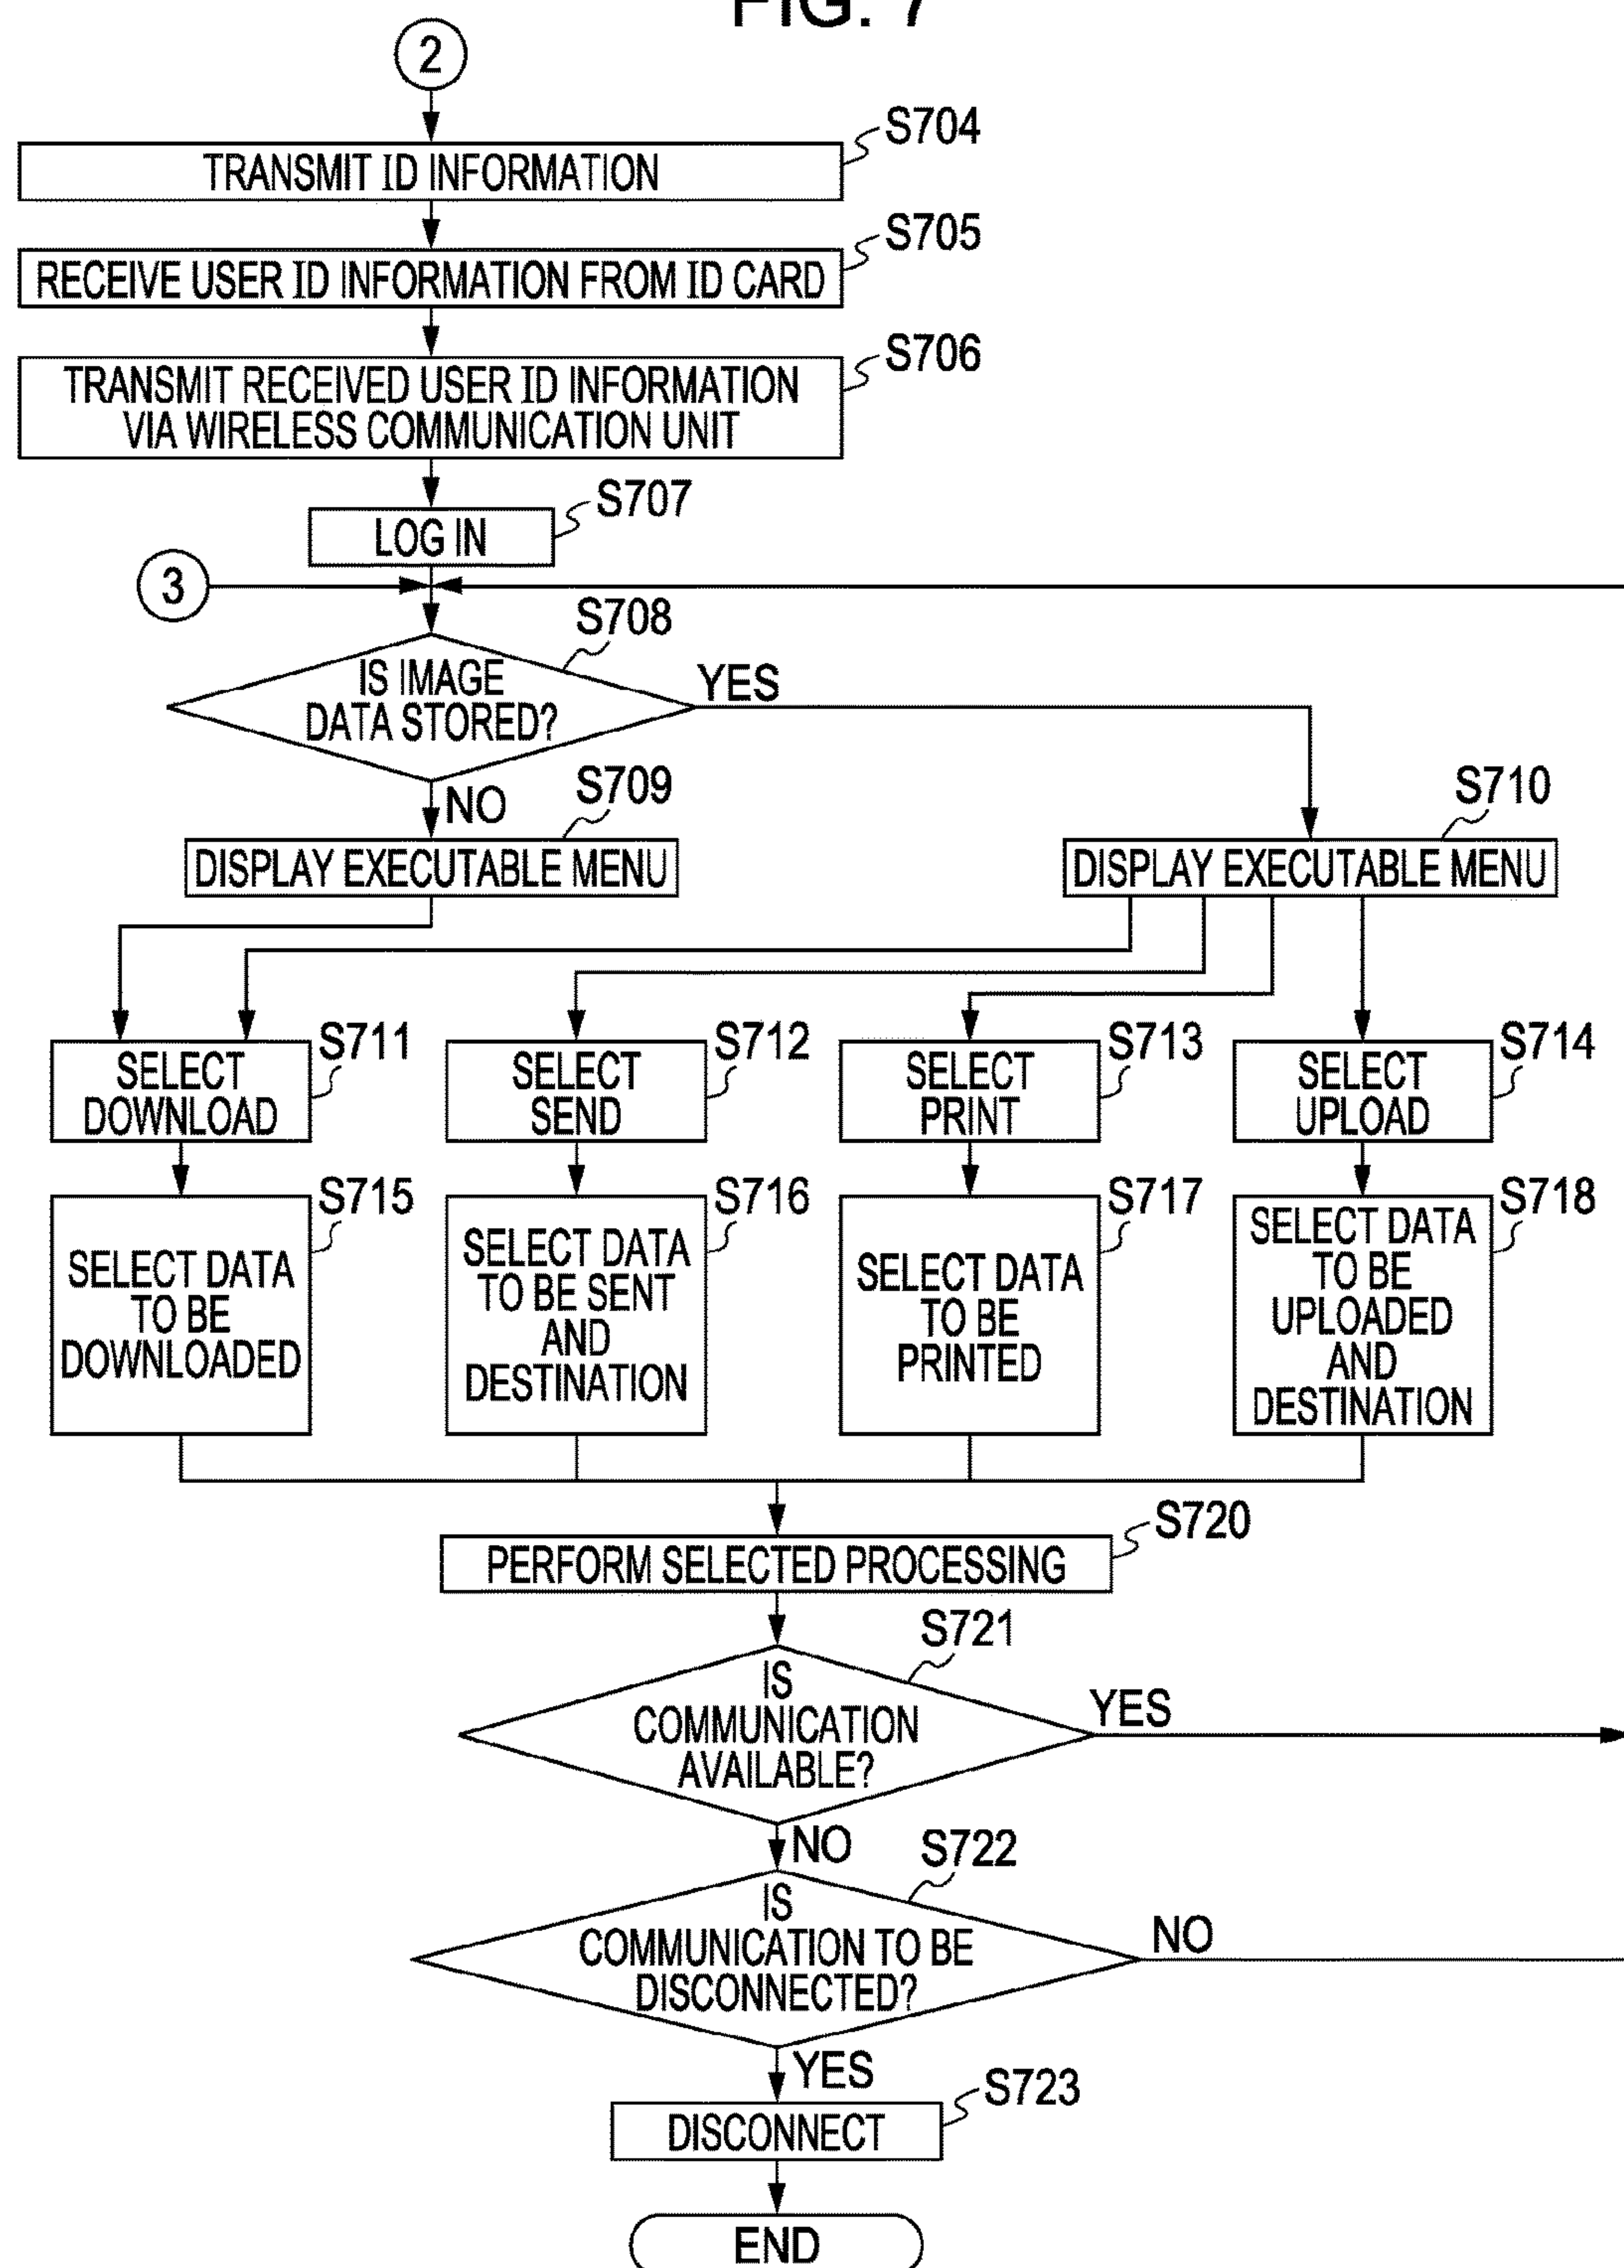 FIG. 7
2
S704
TRANSMIT ID INFORMATION
S705
RECEIVE USER ID INFORMATION FROM ID CARD
S706
TRANSMIT RECEIVED USER ID INFORMATION
VIA WIRELESS COMMUNICATION UNIT
S707
LOG IN
3
S708
IS IMAGE
DATA STORED?
YES
NO
S709
DISPLAY EXECUTABLE MENU
S710
DISPLAY EXECUTABLE MENU
S711
SELECT
DOWNLOAD
S712
SELECT
SEND
S713
SELECT
PRINT
S714
SELECT
UPLOAD
S715
SELECT DATA
TO BE
DOWNLOADED
S716
SELECT DATA
TO BE SENT
AND
DESTINATION
S717
SELECT DATA
TO BE
PRINTED
S718
SELECT DATA
TO BE
UPLOADED
AND
DESTINATION
S720
PERFORM SELECTED PROCESSING
S721
IS
COMMUNICATION
AVAILABLE?
YES
NO
S722
IS
COMMUNICATION TO BE
DISCONNECTED?
NO
YES
S723
DISCONNECT
END